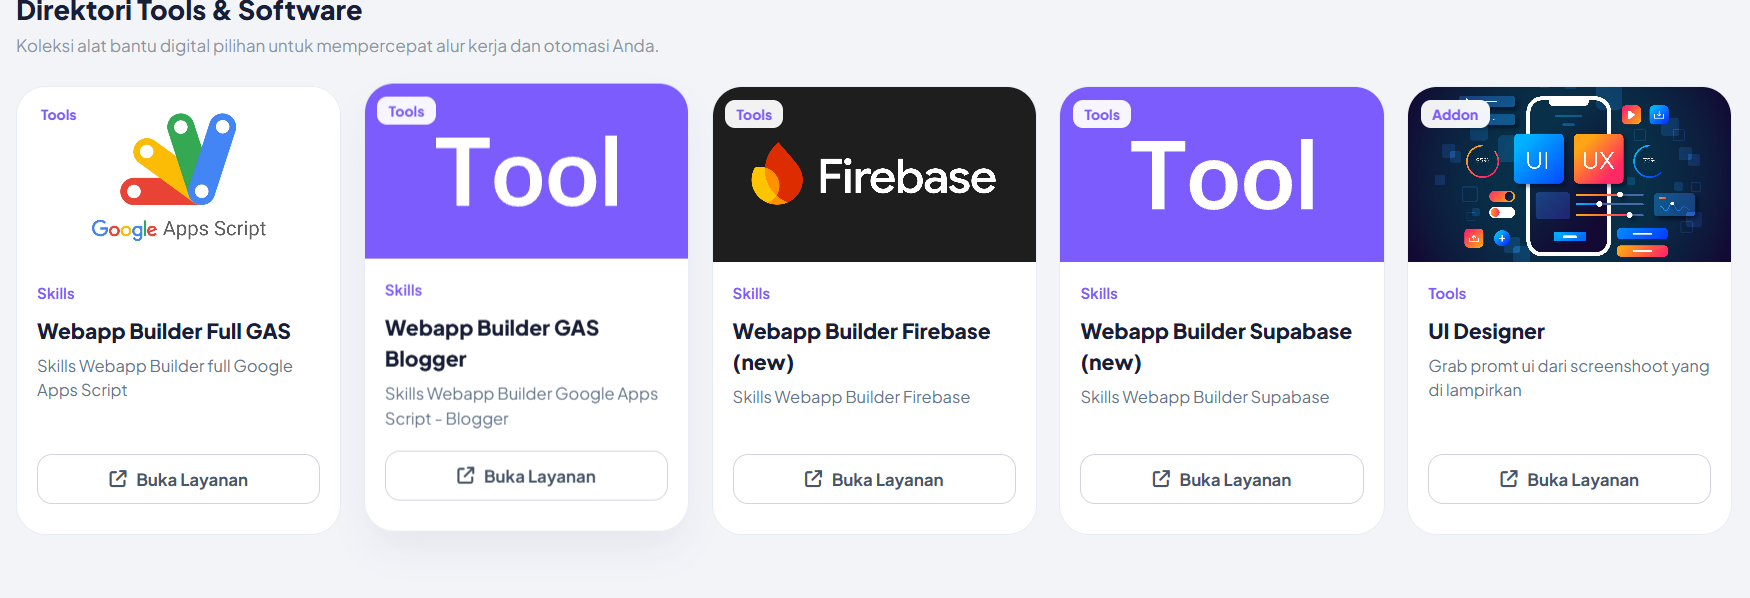 Direktori Tools & Software
Koleksi alat bantu digital pilihan untuk mempercepat alur kerja dan otomasi Anda.
Tools
Google Apps Script
Skills
Webapp Builder Full GAS
Skills Webapp Builder full Google
Apps Script
Buka Layanan
Tools
Tool
Skills
Webapp Builder GAS
Blogger
Skills Webapp Builder Google Apps
Script - Blogger
Buka Layanan
Tools
Firebase
Skills
Webapp Builder Firebase
(new)
Skills Webapp Builder Firebase
Buka Layanan
Tools
Tool
Skills
Webapp Builder Supabase
(new)
Skills Webapp Builder Supabase
Buka Layanan
Addon
UI
UX
Tools
UI Designer
Grab promt ui dari screenshoot yang
di lampirkan
Buka Layanan